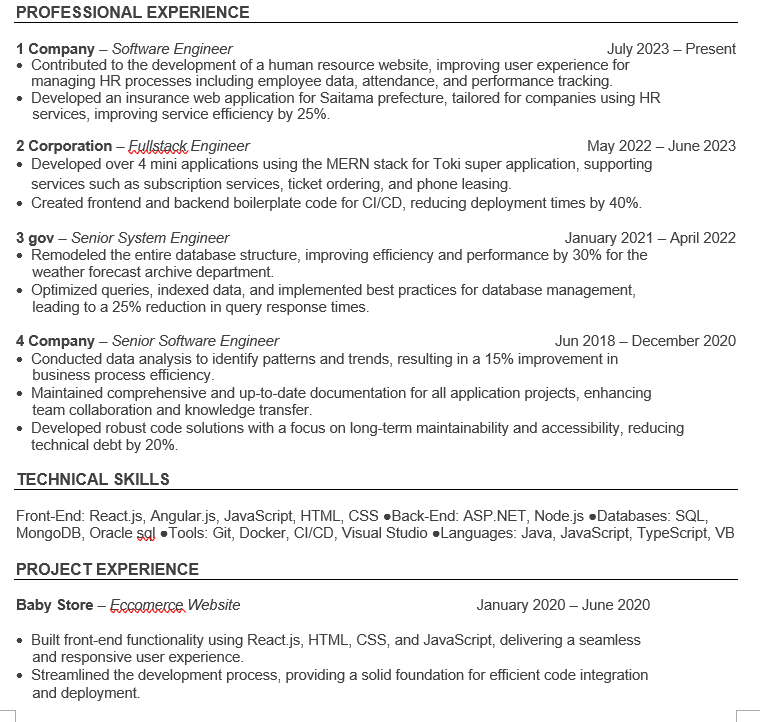 PROFESSIONAL EXPERIENCE
1 Company – Software Engineer July 2023 – Present
• Contributed to the development of a human resource website, improving user experience for
managing HR processes including employee data, attendance, and performance tracking.
• Developed an insurance web application for Saitama prefecture, tailored for companies using HR
services, improving service efficiency by 25%.
2 Corporation – Fullstack Engineer May 2022 – June 2023
• Developed over 4 mini applications using the MERN stack for Toki super application, supporting
services such as subscription services, ticket ordering, and phone leasing.
• Created frontend and backend boilerplate code for CI/CD, reducing deployment times by 40%.
3 gov – Senior System Engineer January 2021 – April 2022
• Remodeled the entire database structure, improving efficiency and performance by 30% for the
weather forecast archive department.
• Optimized queries, indexed data, and implemented best practices for database management,
leading to a 25% reduction in query response times.
4 Company – Senior Software Engineer Jun 2018 – December 2020
• Conducted data analysis to identify patterns and trends, resulting in a 15% improvement in
business process efficiency.
• Maintained comprehensive and up-to-date documentation for all application projects, enhancing
team collaboration and knowledge transfer.
• Developed robust code solutions with a focus on long-term maintainability and accessibility, reducing
technical debt by 20%.
TECHNICAL SKILLS
Front-End: React.js, Angular.js, JavaScript, HTML, CSS ●Back-End: ASP.NET, Node.js ●Databases: SQL,
MongoDB, Oracle sql ●Tools: Git, Docker, CI/CD, Visual Studio ●Languages: Java, JavaScript, TypeScript, VB
PROJECT EXPERIENCE
Baby Store – Eccomerce Website January 2020 – June 2020
• Built front-end functionality using React.js, HTML, CSS, and JavaScript, delivering a seamless
and responsive user experience.
• Streamlined the development process, providing a solid foundation for efficient code integration
and deployment.